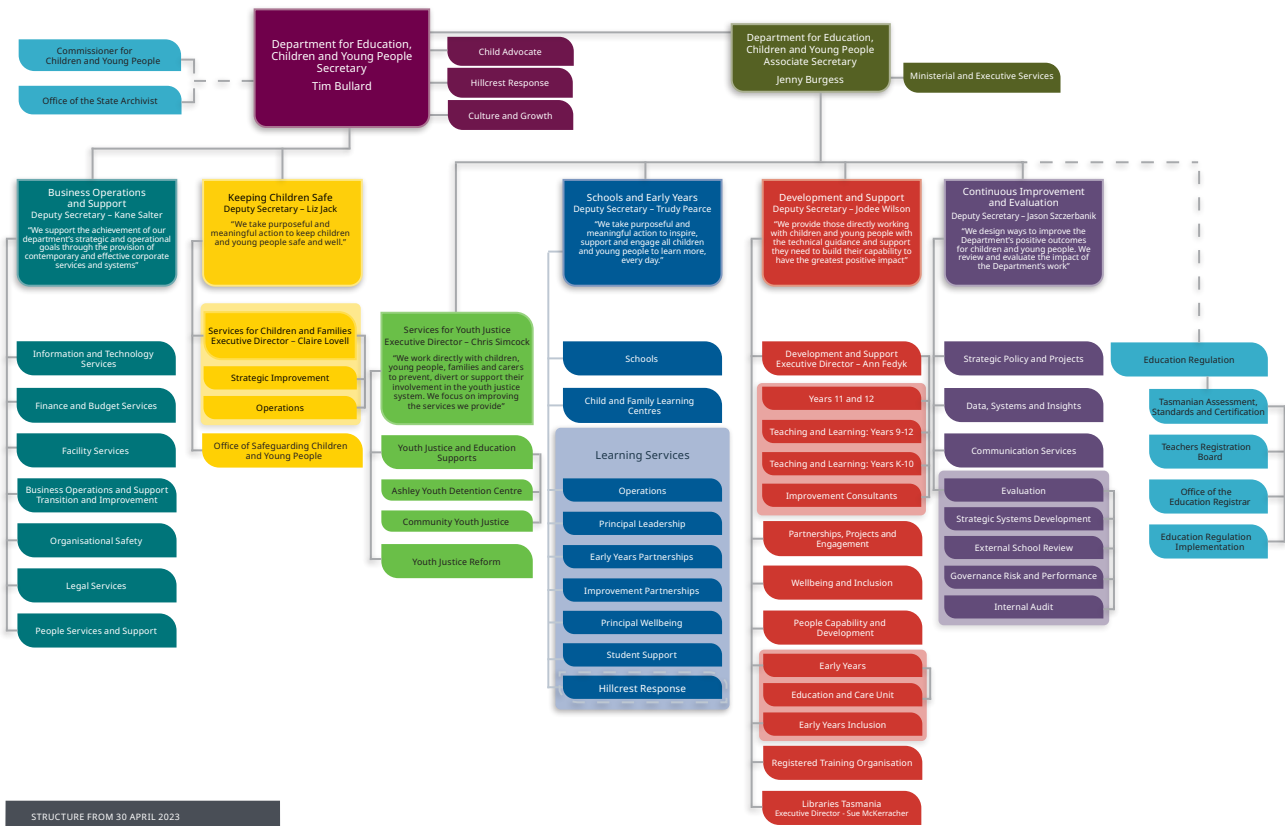 Department for Education,
Children and Young People
Secretary
Tim Bullard
Commissioner for
Children and Young People
Office of the State Archivist
Child Advocate
Hillcrest Response
Culture and Growth
Department for Education,
Children and Young People
Associate Secretary
Jenny Burgess
Ministerial and Executive Services
Business Operations
and Support
Deputy Secretary – Kane Salter
"We support the achievement of our
department's strategic and operational
goals through the provision of
contemporary and effective corporate
services and systems"
Information and Technology
Services
Finance and Budget Services
Facility Services
Business Operations and Support
Transition and Improvement
Organisational Safety
Legal Services
People Services and Support
Keeping Children Safe
Deputy Secretary – Liz Jack
"We take purposeful and
meaningful action to keep children
and young people safe and well."
Services for Children and Families
Executive Director – Claire Lovell
Strategic Improvement
Operations
Office of Safeguarding Children
and Young People
Services for Youth Justice
Executive Director – Chris Simcock
"We work directly with children,
young people, families and carers
to prevent, divert or support their
involvement in the youth justice
system. We focus on improving
the services we provide"
Youth Justice and Education
Supports
Ashley Youth Detention Centre
Community Youth Justice
Youth Justice Reform
Schools and Early Years
Deputy Secretary – Trudy Pearce
"We take purposeful and
meaningful action to inspire,
support and engage all children
and young people to learn more,
every day."
Schools
Child and Family Learning
Centres
Learning Services
Operations
Principal Leadership
Early Years Partnerships
Improvement Partnerships
Principal Wellbeing
Student Support
Hillcrest Response
Development and Support
Deputy Secretary – Jodee Wilson
"We provide those directly working
with children and young people with
the technical guidance and support
they need to build their capability to
have the greatest positive impact"
Development and Support
Executive Director – Ann Fedyk
Years 11 and 12
Teaching and Learning: Years 9-12
Teaching and Learning: Years K-10
Improvement Consultants
Partnerships, Projects and
Engagement
Wellbeing and Inclusion
People Capability and
Development
Early Years
Education and Care Unit
Early Years Inclusion
Registered Training Organisation
Libraries Tasmania
Executive Director - Sue McKerracher
Continuous Improvement
and Evaluation
Deputy Secretary – Jason Szczerbanik
"We design ways to improve the
Department's positive outcomes
for children and young people. We
review and evaluate the impact of
the Department's work"
Strategic Policy and Projects
Data, Systems and Insights
Communication Services
Evaluation
Strategic Systems Development
External School Review
Governance Risk and Performance
Internal Audit
Education Regulation
Tasmanian Assessment,
Standards and Certification
Teachers Registration
Board
Office of the
Education Registrar
Education Regulation
Implementation
STRUCTURE FROM 30 APRIL 2023